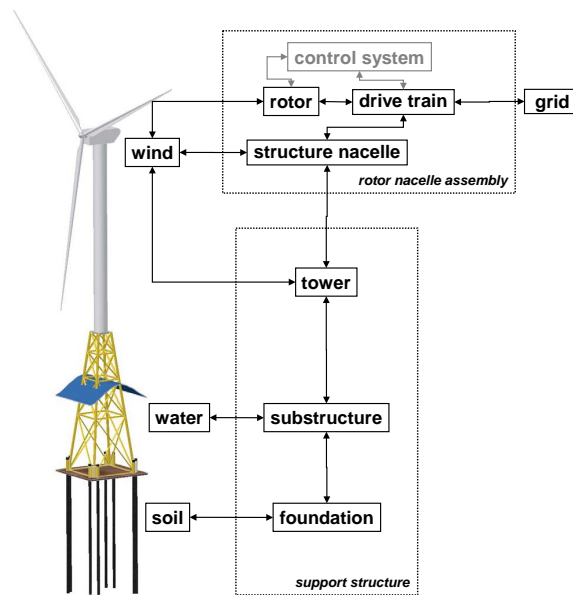 control system
rotor
drive train
grid
wind
structure nacelle
rotor nacelle assembly
tower
water
substructure
soil
foundation
support structure